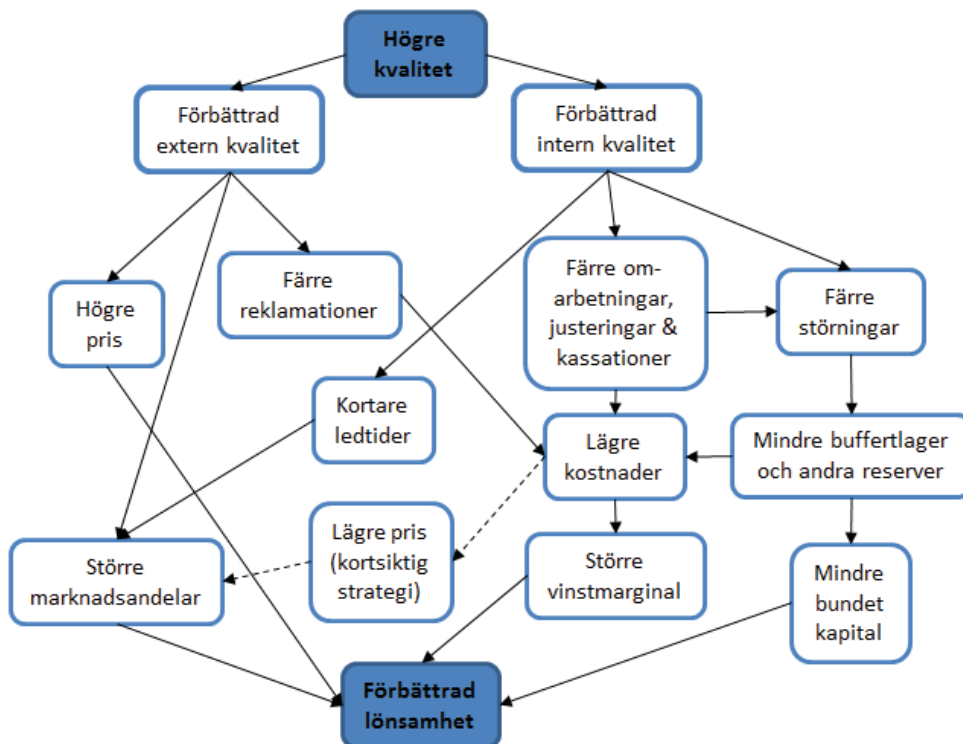 Högre
kvalitet
Förbättrad
extern kvalitet
Förbättrad
intern kvalitet
Högre
pris
Färre
reklamationer
Färre om-
arbetningar,
justeringar &
kassationer
Färre
störningar
Kortare
ledtider
Lägre
kostnader
Mindre buffertlager
och andra reserver
Större
marknadsandelar
Lägre pris
(kortsiktig
strategi)
Större
vinstmarginal
Mindre
bundet
kapital
Förbättrad
lönsamhet